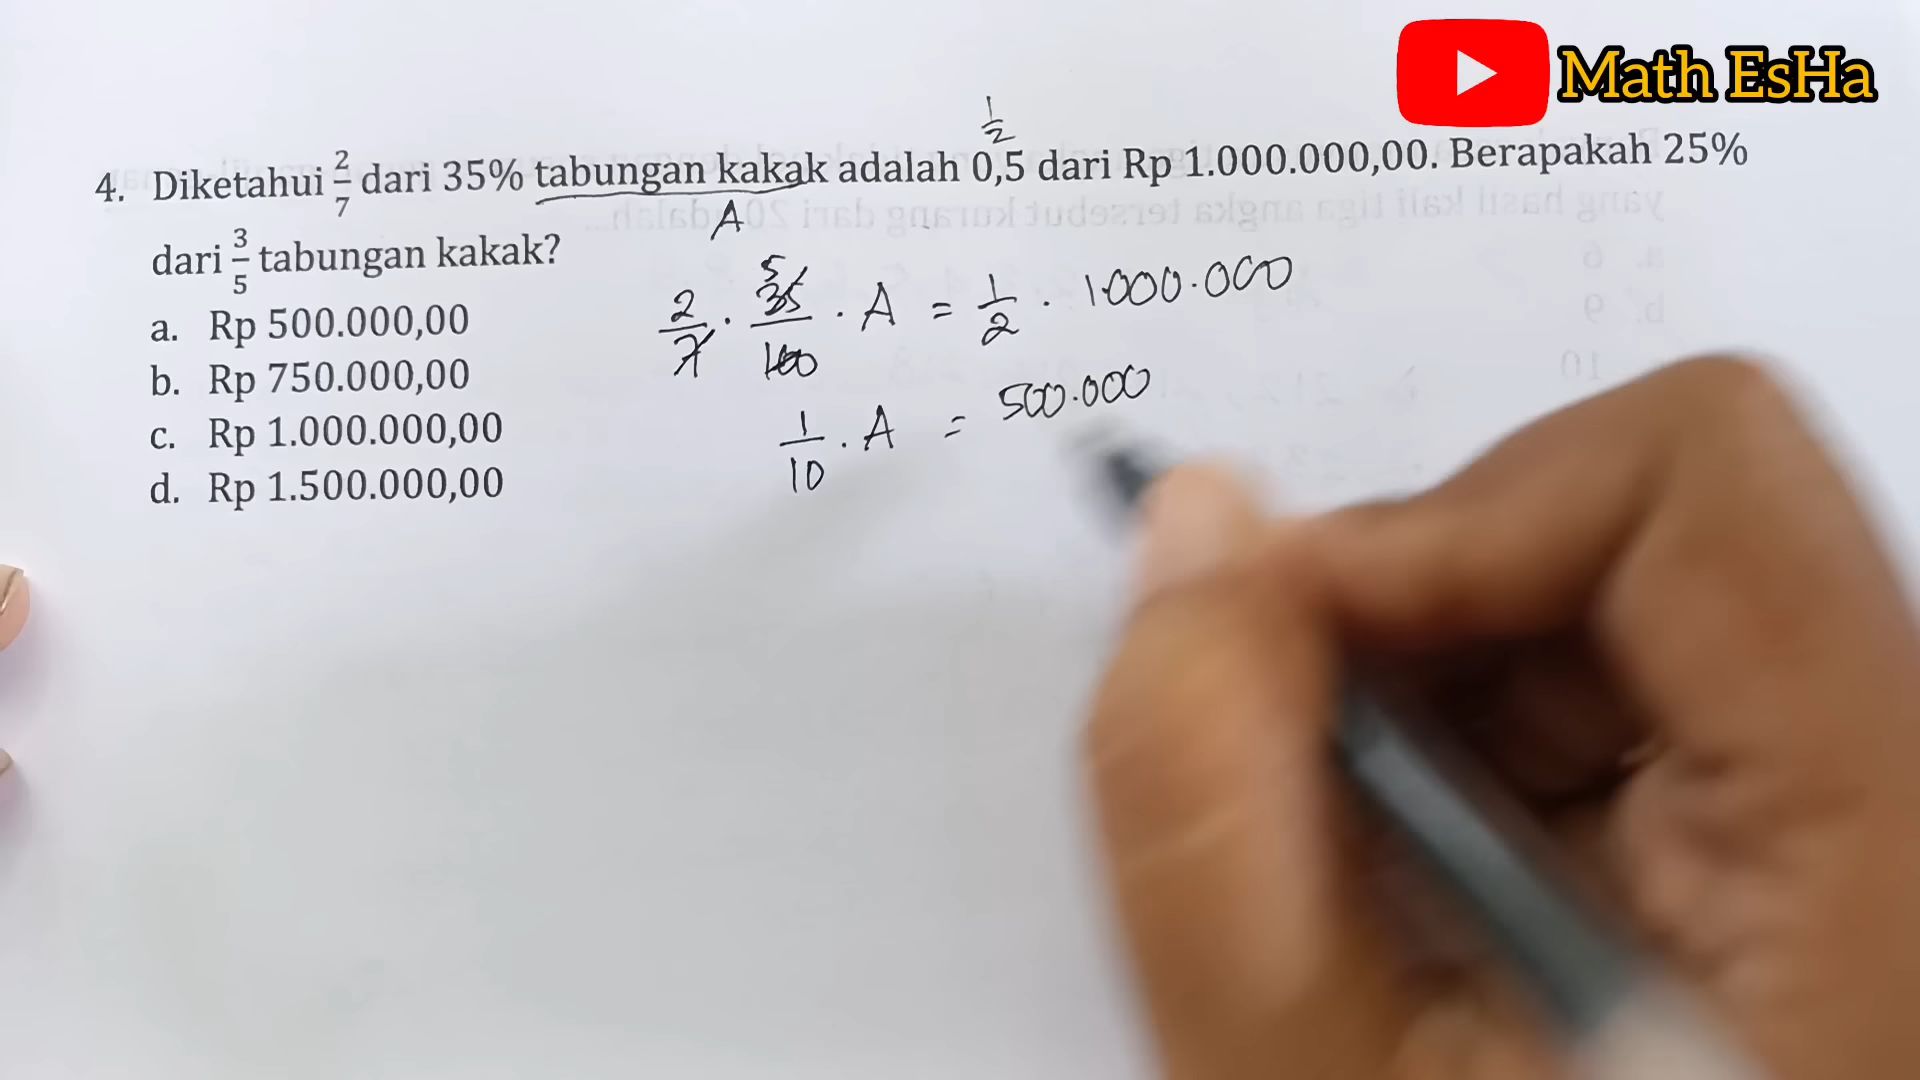 Math EsHa
1/2
4. Diketahui 2/7 dari 35% tabungan kakak adalah 0,5 dari Rp 1.000.000,00. Berapakah 25%
A
dari 3/5 tabungan kakak?
5
2/7 . 35/100 . A = 1/2 . 1.000.000
a. Rp 500.000,00
b. Rp 750.000,00
1/10 . A = 500.000
c. Rp 1.000.000,00
d. Rp 1.500.000,00